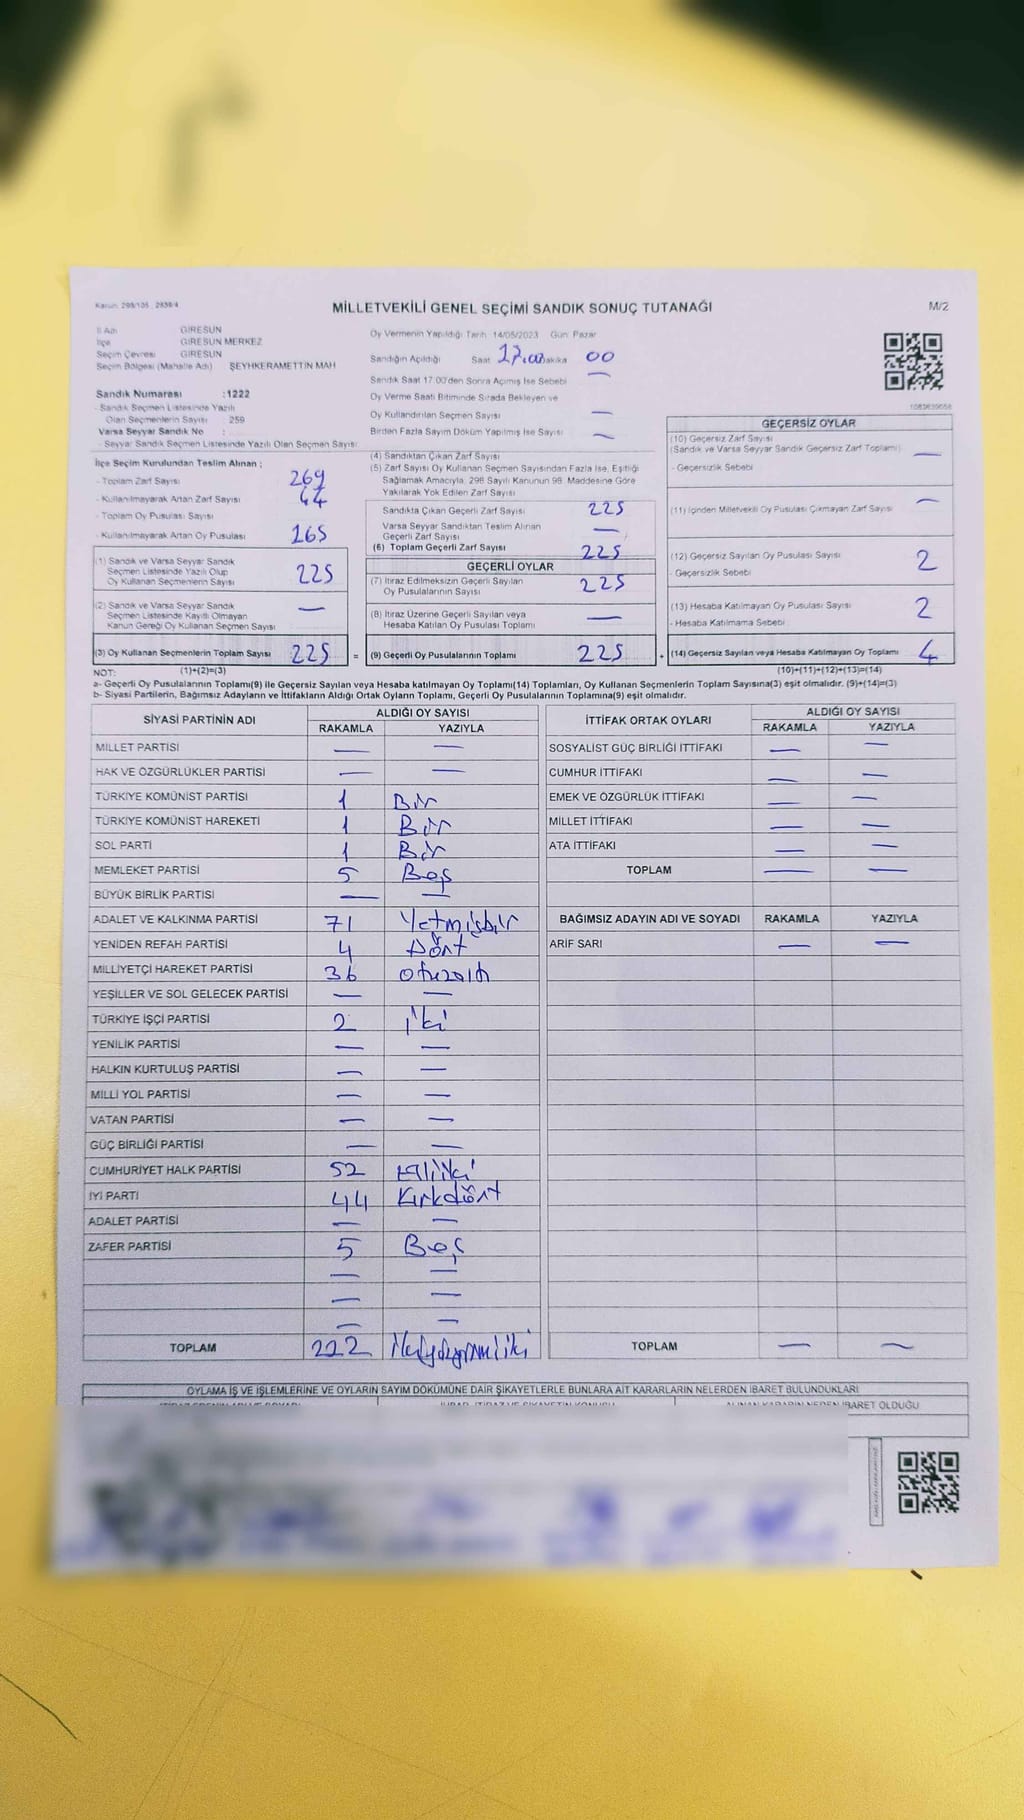 Kanun: 298/105 , 2839/4
MİLLETVEKİLİ GENEL SEÇİMİ SANDIK SONUÇ TUTANAĞI
M/2
İl Adı GİRESUN
İlçe GİRESUN MERKEZ
Seçim Çevresi GİRESUN
Seçim Bölgesi (Mahalle Adı) ŞEYHKERAMETTİN MAH
Sandık Numarası :1222
- Sandık Seçmen Listesinde Yazılı
Olan Seçmenlerin Sayısı 259
Varsa Seyyar Sandık No :
- Seyyar Sandık Seçmen Listesinde Yazılı Olan Seçmen Sayısı:
İlçe Seçim Kurulundan Teslim Alınan ;
- Toplam Zarf Sayısı 269
- Kullanılmayarak Artan Zarf Sayısı 44
- Toplam Oy Pusulası Sayısı
- Kullanılmayarak Artan Oy Pusulası 165
(1) Sandık ve Varsa Seyyar Sandık
Seçmen Listesinde Yazılı Olup
Oy Kullanan Seçmenlerin Sayısı 225
(2) Sandık ve Varsa Seyyar Sandık
Seçmen Listesinde Kayıtlı Olmayan
Kanun Gereği Oy Kullanan Seçmen Sayısı —
(3) Oy Kullanan Seçmenlerin Toplam Sayısı 225 =
Oy Vermenin Yapıldığı Tarih 14/05/2023 Gün: Pazar
Sandığın Açıldığı Saat 17.00 Dakika 00
Sandık Saat 17.00'den Sonra Açılmış İse Sebebi —
Oy Verme Saati Bitiminde Sırada Bekleyen ve
Oy Kullandırılan Seçmen Sayısı —
Birden Fazla Sayım Döküm Yapılmış İse Sayısı —
(4) Sandıktan Çıkan Zarf Sayısı
(5) Zarf Sayısı Oy Kullanan Seçmen Sayısından Fazla İse, Eşitliği
Sağlamak Amacıyla, 298 Sayılı Kanunun 98. Maddesine Göre
Yakılarak Yok Edilen Zarf Sayısı
Sandıkta Çıkan Geçerli Zarf Sayısı 225
Varsa Seyyar Sandıktan Teslim Alınan
Geçerli Zarf Sayısı —
(6) Toplam Geçerli Zarf Sayısı 225
GEÇERLİ OYLAR
(7) İtiraz Edilmeksizin Geçerli Sayılan
Oy Pusulalarının Sayısı 225
(8) İtiraz Üzerine Geçerli Sayılan veya
Hesaba Katılan Oy Pusulası Toplamı —
(9) Geçerli Oy Pusulalarının Toplamı 225 +
GEÇERSİZ OYLAR
(10) Geçersiz Zarf Sayısı
(Sandık ve Varsa Seyyar Sandık Geçersiz Zarf Toplamı) —
- Geçersizlik Sebebi
(11) İçinden Milletvekili Oy Pusulası Çıkmayan Zarf Sayısı —
(12) Geçersiz Sayılan Oy Pusulası Sayısı 2
- Geçersizlik Sebebi
(13) Hesaba Katılmayan Oy Pusulası Sayısı 2
- Hesaba Katılmama Sebebi
(14) Geçersiz Sayılan veya Hesaba Katılmayan Oy Toplamı 4
NOT: (1)+(2)=(3) (10)+(11)+(12)+(13)=(14)
a- Geçerli Oy Pusulalarının Toplamı(9) ile Geçersiz Sayılan veya Hesaba katılmayan Oy Toplamı(14) Toplamları, Oy Kullanan Seçmenlerin Toplam Sayısına(3) eşit olmalıdır. (9)+(14)=(3)
b- Siyasi Partilerin, Bağımsız Adayların ve İttifakların Aldığı Ortak Oyların Toplamı, Geçerli Oy Pusulalarının Toplamına(9) eşit olmalıdır.
SİYASİ PARTİNİN ADI ALDIĞI OY SAYISI
RAKAMLA YAZIYLA
MİLLET PARTİSİ — —
HAK VE ÖZGÜRLÜKLER PARTİSİ — —
TÜRKİYE KOMÜNİST PARTİSİ 1 Bir
TÜRKİYE KOMÜNİST HAREKETİ 1 Bir
SOL PARTİ 1 Bir
MEMLEKET PARTİSİ 5 Beş
BÜYÜK BİRLİK PARTİSİ — —
ADALET VE KALKINMA PARTİSİ 71 Yetmişbir
YENİDEN REFAH PARTİSİ 4 Dört
MİLLİYETÇİ HAREKET PARTİSİ 36 otuzaltı
YEŞİLLER VE SOL GELECEK PARTİSİ — —
TÜRKİYE İŞÇİ PARTİSİ 2 iki
YENİLİK PARTİSİ — —
HALKIN KURTULUŞ PARTİSİ — —
MİLLİ YOL PARTİSİ — —
VATAN PARTİSİ — —
GÜÇ BİRLİĞİ PARTİSİ — —
CUMHURİYET HALK PARTİSİ 52 Elliiki
İYİ PARTİ 44 Kırkdört
ADALET PARTİSİ — —
ZAFER PARTİSİ 5 Beş
— —
— —
— —
TOPLAM 222 ikiyüzyirmiiki
İTTİFAK ORTAK OYLARI ALDIĞI OY SAYISI
RAKAMLA YAZIYLA
SOSYALİST GÜÇ BİRLİĞİ İTTİFAKI — —
CUMHUR İTTİFAKI — —
EMEK VE ÖZGÜRLÜK İTTİFAKI — —
MİLLET İTTİFAKI — —
ATA İTTİFAKI — —
TOPLAM — —
BAĞIMSIZ ADAYIN ADI VE SOYADI RAKAMLA YAZIYLA
ARİF SARI — —
TOPLAM — —
OYLAMA İŞ VE İŞLEMLERİNE VE OYLARIN SAYIM DÖKÜMÜNE DAİR ŞİKAYETLERLE BUNLARA AİT KARARLARIN NELERDEN İBARET BULUNDUKLARI
ALINAN KARARIN NEDEN İBARET OLDUĞU